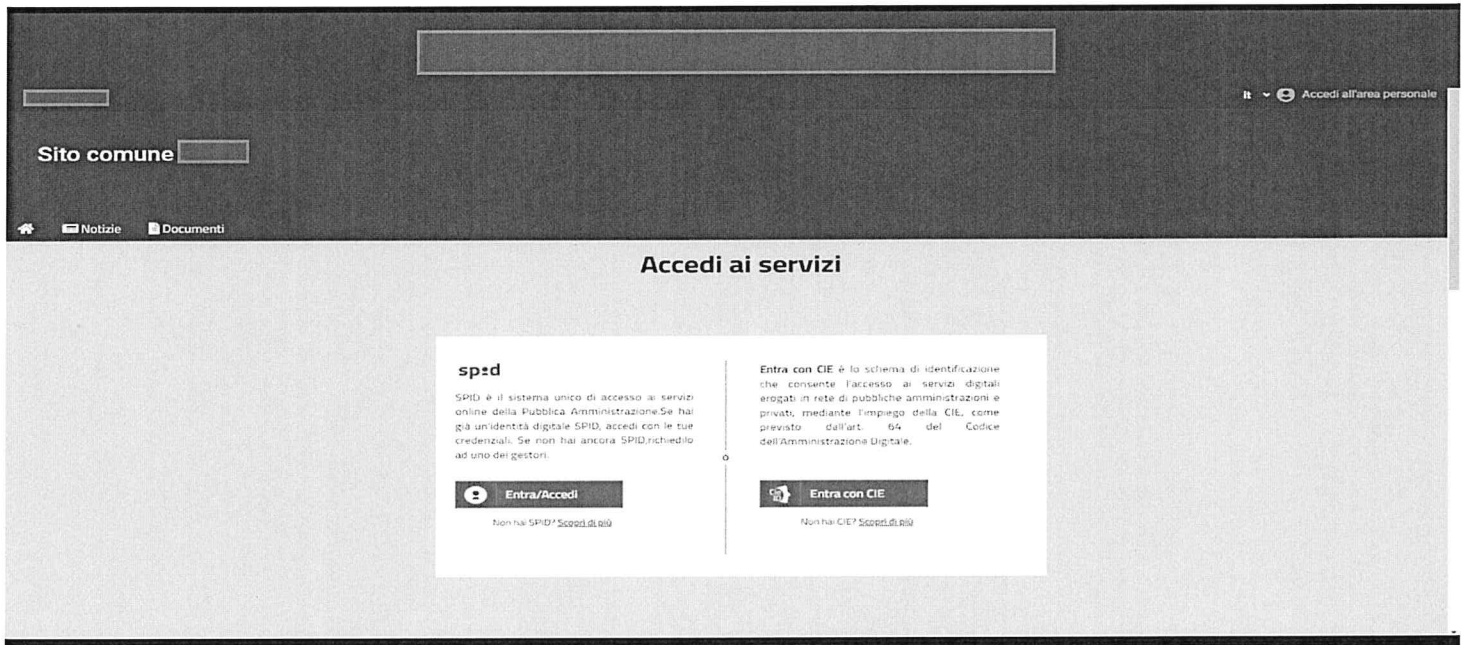 It Accedi all'area personale
Sito comune
Notizie Documenti
Accedi ai servizi
sp:d
SPID è il sistema unico di accesso ai servizi
online della Pubblica Amministrazione.Se hai
già un'identità digitale SPID, accedi con le tue
credenziali. Se non hai ancora SPID,richiedilo
ad uno dei gestori.
Entra/Accedi
Non hai SPID? Scopri di più
o
Entra con CIE è lo schema di identificazione
che consente l'accesso ai servizi digitali
erogati in rete di pubbliche amministrazioni e
privati, mediante l'impiego della CIE, come
previsto dall'art. 64 del Codice
dell'Amministrazione Digitale.
Entra con CIE
Non hai CIE? Scopri di più